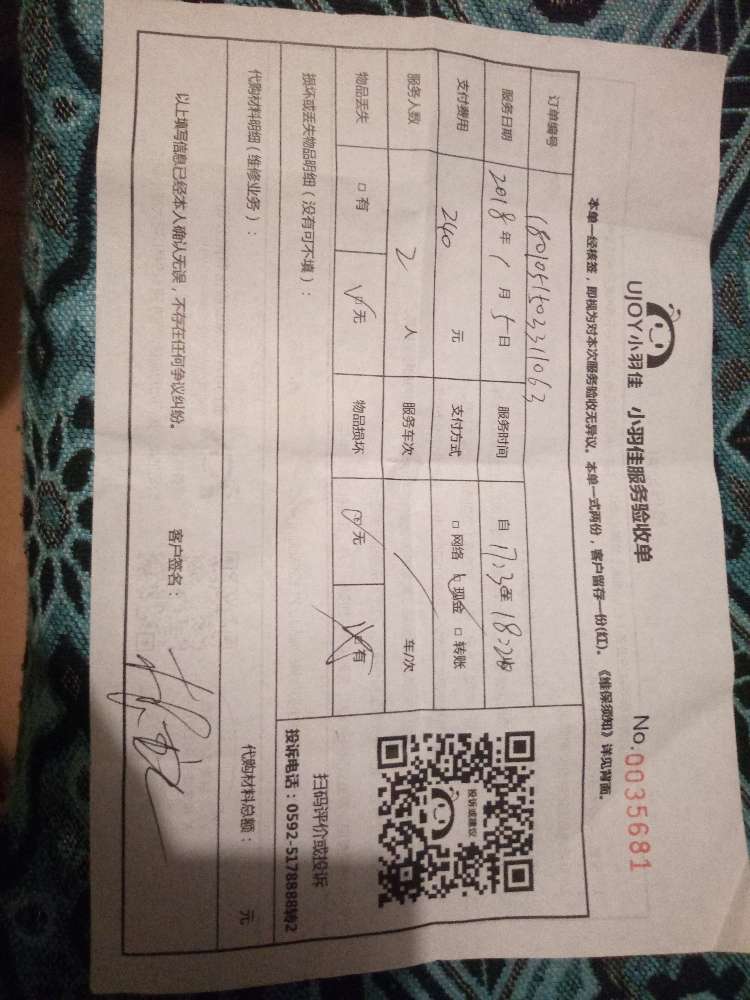 UJOY小羽佳 小羽佳服务验收单 No.0035681
本单一经核签，即视为对本次服务验收无异议。本单一式两份，客户留存一份(红)。《维保须知》详见背面。
订单编号 180105150331063
服务日期 2018年1月5日 服务时间 自17:3至18:20
支付费用 240 元 支付方式 □网络 □现金 □转账
服务人数 2 人 服务车次 车/次
物品丢失 □有 □无 物品损坏 □无 □有
损坏或丢失物品明细（没有可不填）：
代购材料明细（维修业务）： 代购材料总额： 元
以上填写信息已经本人确认无误，不存在任何争议纠纷。 客户签名：
投诉或建议
扫码评价或投诉
投诉电话：0592-5178888转2